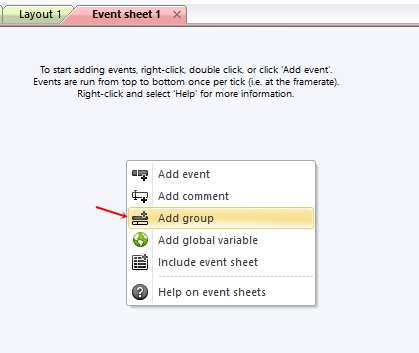 Layout 1
Event sheet 1
To start adding events, right-click, double click, or click 'Add event'.
Events are run from top to bottom once per tick (i.e. at the framerate).
Right-click and select 'Help' for more information.
Add event
Add comment
Add group
Add global variable
Include event sheet
Help on event sheets